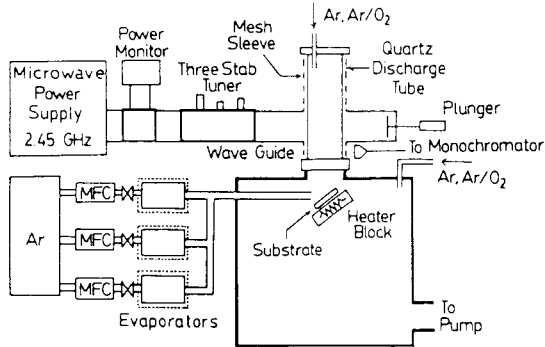 Ar, Ar/O₂
Power
Monitor
Mesh
Sleeve
Quartz
Discharge
Tube
Microwave
Power
Supply
2.45 GHz
Three Stab
Tuner
Plunger
Wave Guide
To Monochromator
Ar, Ar/O₂
Ar
MFC
MFC
MFC
Evaporators
Substrate
Heater
Block
To
Pump